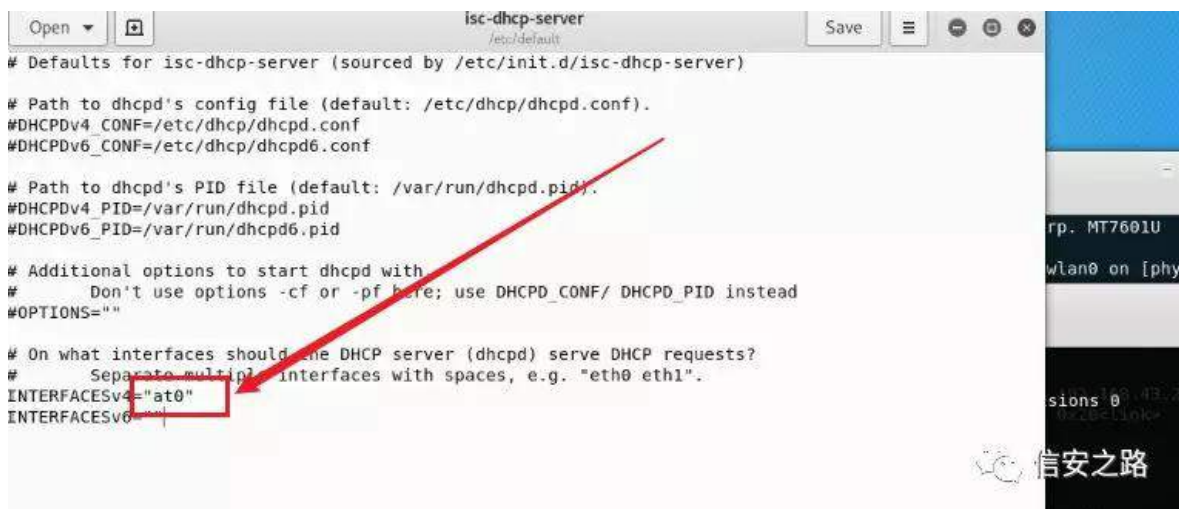 Open
isc-dhcp-server
/etc/default
Save
# Defaults for isc-dhcp-server (sourced by /etc/init.d/isc-dhcp-server)
# Path to dhcpd's config file (default: /etc/dhcp/dhcpd.conf).
#DHCPDv4_CONF=/etc/dhcp/dhcpd.conf
#DHCPDv6_CONF=/etc/dhcp/dhcpd6.conf
# Path to dhcpd's PID file (default: /var/run/dhcpd.pid).
#DHCPDv4_PID=/var/run/dhcpd.pid
#DHCPDv6_PID=/var/run/dhcpd6.pid
rp. MT7601U
# Additional options to start dhcpd with.
wlan0 on [phy
#       Don't use options -cf or -pf here; use DHCPD_CONF/ DHCPD_PID instead
#OPTIONS=""
# On what interfaces should the DHCP server (dhcpd) serve DHCP requests?
#       Separate multiple interfaces with spaces, e.g. "eth0 eth1".
INTERFACESv4="at0"
sions 0
INTERFACESv6=""
信安之路